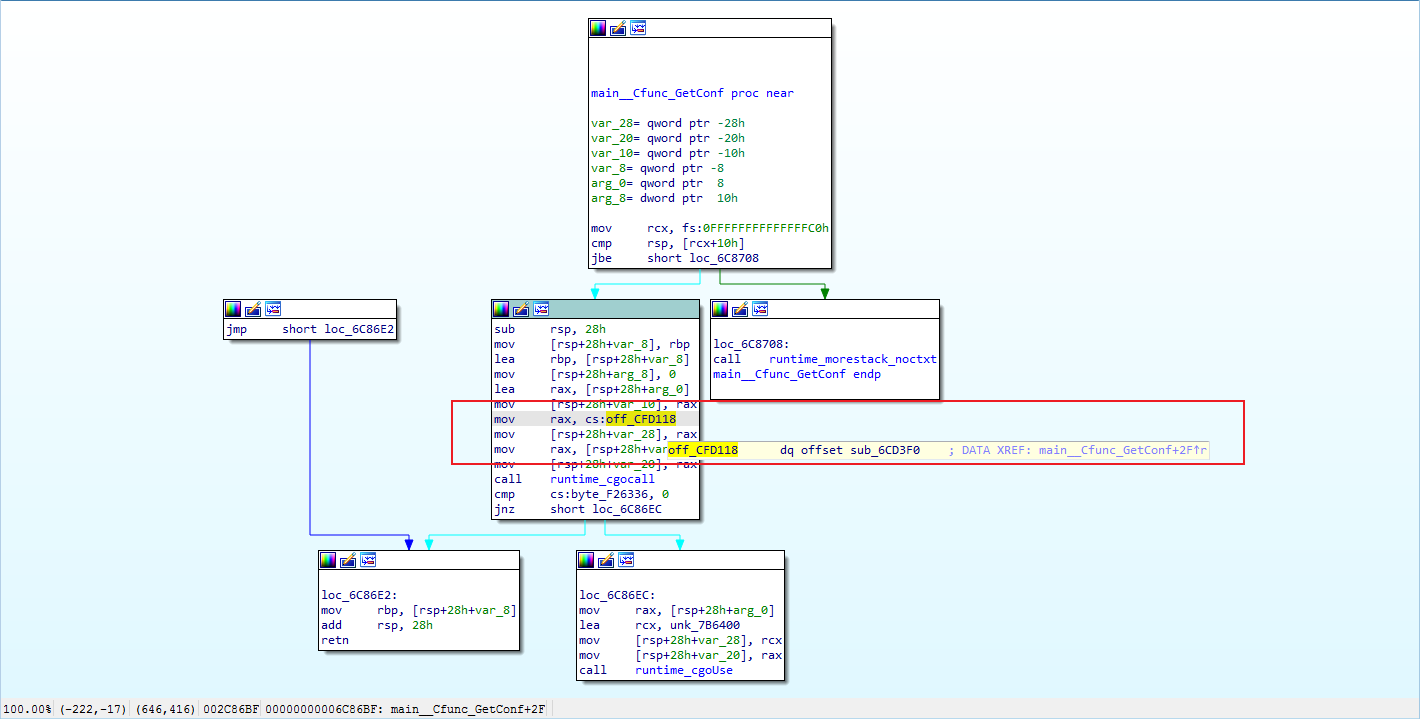 main__Cfunc_GetConf proc near
var_28= qword ptr -28h
var_20= qword ptr -20h
var_10= qword ptr -10h
var_8= qword ptr -8
arg_0= qword ptr  8
arg_8= dword ptr  10h
mov     rcx, fs:0FFFFFFFFFFFFFFC0h
cmp     rsp, [rcx+10h]
jbe     short loc_6C8708
jmp     short loc_6C86E2
sub     rsp, 28h
mov     [rsp+28h+var_8], rbp
lea     rbp, [rsp+28h+var_8]
mov     [rsp+28h+arg_8], 0
lea     rax, [rsp+28h+arg_0]
mov     [rsp+28h+var_10], rax
mov     rax, cs:off_CFD118
mov     [rsp+28h+var_28], rax
mov     rax, [rsp+28h+var
off_CFD118      dq offset sub_6CD3F0    ; DATA XREF: main__Cfunc_GetConf+2F↑r
mov     [rsp+28h+var_20], rax
call    runtime_cgocall
cmp     cs:byte_F26336, 0
jnz     short loc_6C86EC
loc_6C8708:
call    runtime_morestack_noctxt
main__Cfunc_GetConf endp
loc_6C86E2:
mov     rbp, [rsp+28h+var_8]
add     rsp, 28h
retn
loc_6C86EC:
mov     rax, [rsp+28h+arg_0]
lea     rcx, unk_7B6400
mov     [rsp+28h+var_28], rcx
mov     [rsp+28h+var_20], rax
call    runtime_cgoUse
100.00% (-222,-17) (646,416) 002C86BF 00000000006C86BF: main__Cfunc_GetConf+2F